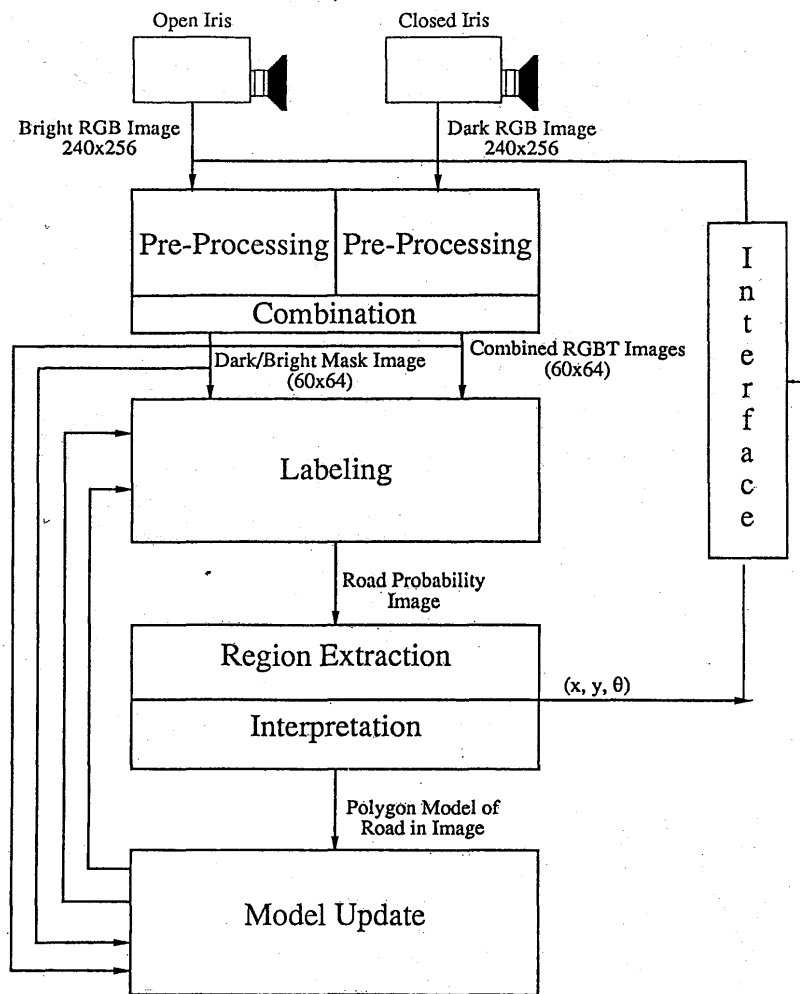 Open Iris
Closed Iris
Bright RGB Image
240x256
Dark RGB Image
240x256
Pre-Processing
Pre-Processing
Combination
Dark/Bright Mask Image
(60x64)
Combined RGBT Images
(60x64)
Interface
Labeling
Road Probability
Image
Region Extraction
(x, y, θ)
Interpretation
Polygon Model of
Road in Image
Model Update